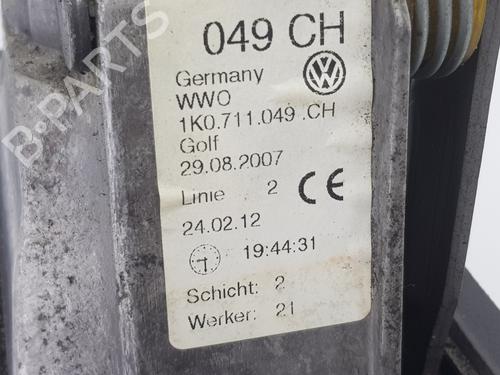 049 CH
Germany
WWO
1K0.711.049 .CH
Golf
29.08.2007
Linie 2 CE
24.02.12
19:44:31
Schicht: 2
Werker: 21
B-PARTS